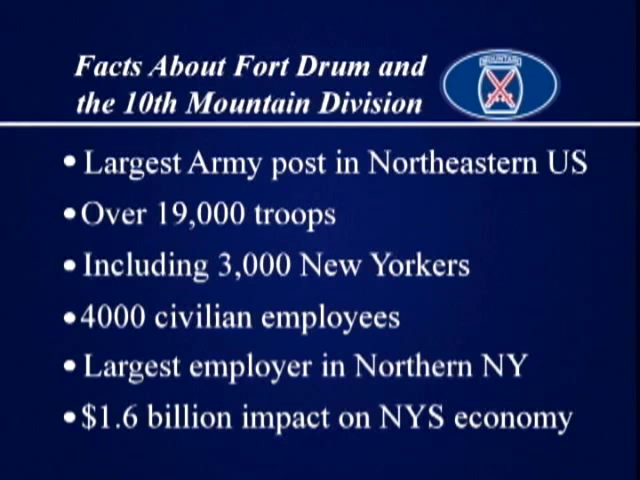 Facts About Fort Drum and
the 10th Mountain Division
MOUNTAIN
• Largest Army post in Northeastern US
• Over 19,000 troops
• Including 3,000 New Yorkers
• 4000 civilian employees
• Largest employer in Northern NY
• $1.6 billion impact on NYS economy